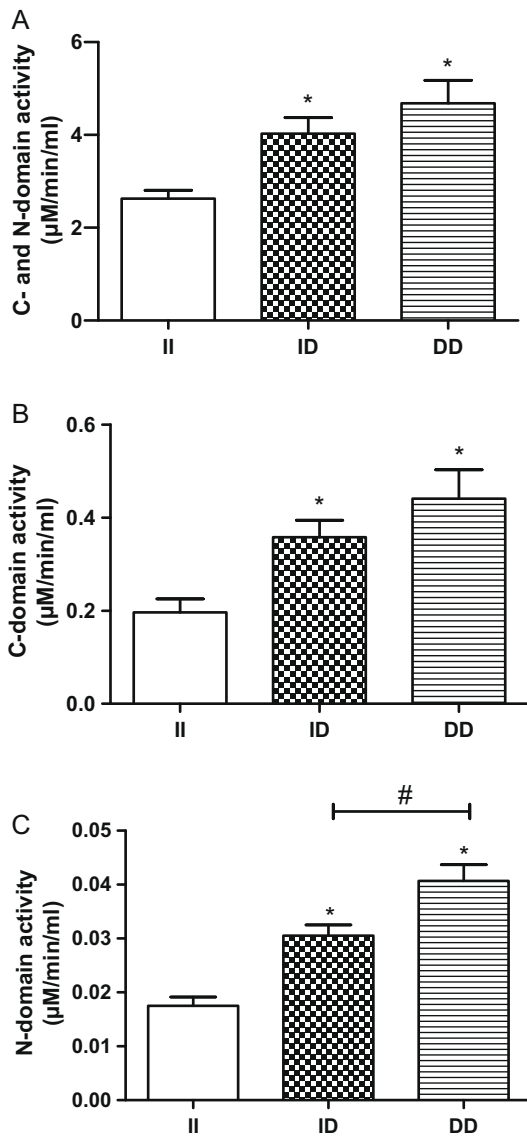 A
C- and N-domain activity
(μM/min/ml)
6
4
2
0
*
*
II ID DD
B
C-domain activity
(μM/min/ml)
0.6
0.4
0.2
0.0
*
*
II ID DD
#
C
N-domain activity
(μM/min/ml)
0.05
0.04
0.03
0.02
0.01
0.00
*
*
II ID DD